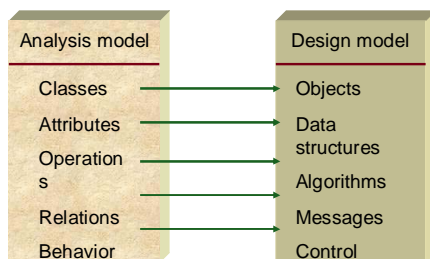 Analysis model
Classes
Attributes
Operation
s
Relations
Behavior
Design model
Objects
Data
structures
Algorithms
Messages
Control